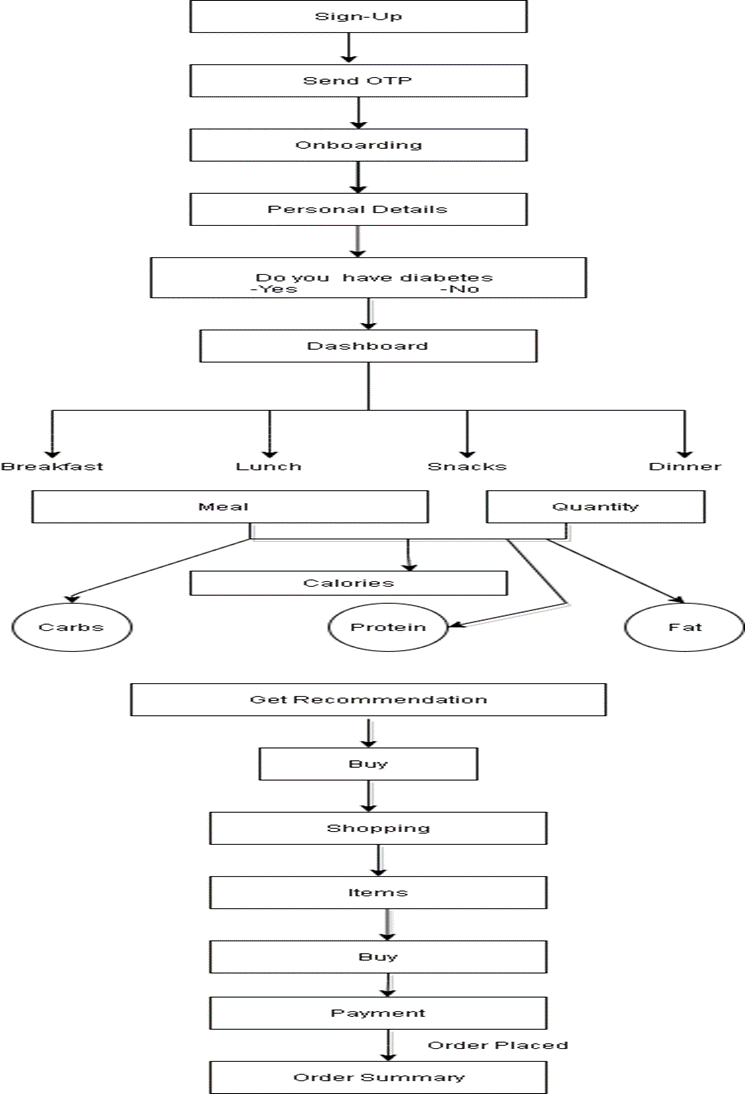 Sign-Up
Send OTP
Onboarding
Personal Details
Do you have diabetes
-Yes -No
Dashboard
Breakfast Lunch Snacks Dinner
Meal Quantity
Calories
Carbs Protein Fat
Get Recommendation
Buy
Shopping
Items
Buy
Payment
Order Placed
Order Summary